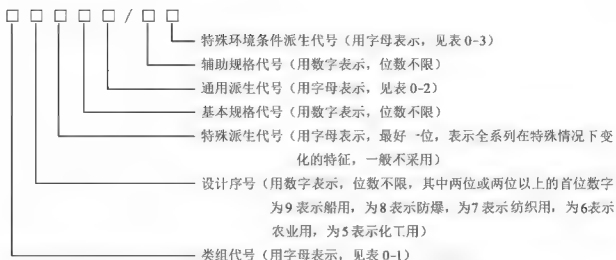 □ □ □ □ □ / □ □
特殊环境条件派生代号(用字母表示,见表0-3)
辅助规格代号(用数字表示,位数不限)
通用派生代号(用字母表示,见表0-2)
基本规格代号(用数字表示,位数不限)
特殊派生代号(用字母表示,最好一位,表示全系列在特殊情况下变
化的特征,一般不采用)
设计序号(用数字表示,位数不限,其中两位或两位以上的首位数字
为9表示船用,为8表示防爆,为7表示纺织用,为6表示
农业用,为5表示化工用)
类组代号(用字母表示,见表0-1)